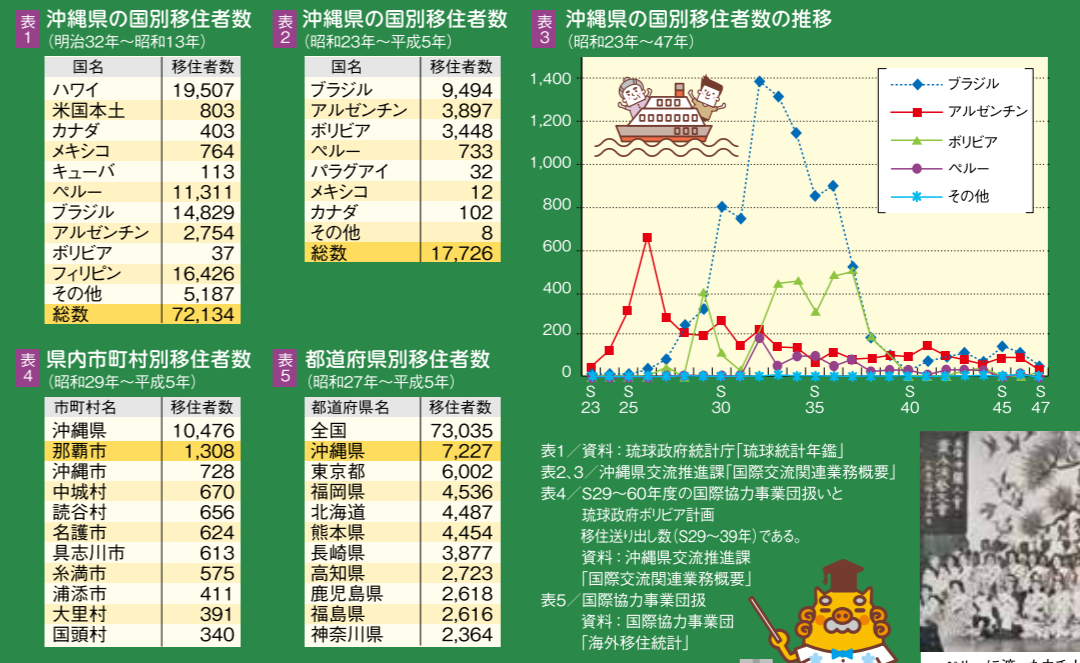 表1 沖縄県の国別移住者数
（明治32年～昭和13年）
国名 移住者数
ハワイ 19,507
米国本土 803
カナダ 403
メキシコ 764
キューバ 113
ペルー 11,311
ブラジル 14,829
アルゼンチン 2,754
ボリビア 37
フィリピン 16,426
その他 5,187
総数 72,134
表2 沖縄県の国別移住者数
（昭和23年～平成5年）
国名 移住者数
ブラジル 9,494
アルゼンチン 3,897
ボリビア 3,448
ペルー 733
パラグアイ 32
メキシコ 12
カナダ 102
その他 8
総数 17,726
表3 沖縄県の国別移住者数の推移
（昭和23年～47年）
1,400
1,200
1,000
800
600
400
200
0
S23 S25 S30 S35 S40 S45 S47
ブラジル
アルゼンチン
ボリビア
ペルー
その他
表4 県内市町村別移住者数
（昭和29年～平成5年）
市町村名 移住者数
沖縄県 10,476
那覇市 1,308
沖縄市 728
中城村 670
読谷村 656
名護市 624
具志川市 613
糸満市 575
浦添市 411
大里村 391
国頭村 340
表5 都道府県別移住者数
（昭和27年～平成5年）
都道府県名 移住者数
全国 73,035
沖縄県 7,227
東京都 6,002
福岡県 4,536
北海道 4,487
熊本県 4,454
長崎県 3,877
高知県 2,723
鹿児島県 2,618
福島県 2,616
神奈川県 2,364
表1／資料：琉球政府統計庁「琉球統計年鑑」
表2、3／沖縄県交流推進課「国際交流関連業務概要」
表4／S29～60年度の国際協力事業団扱いと
琉球政府ボリビア計画
移住送り出し数（S29～39年）である。
資料：沖縄県交流推進課
「国際交流関連業務概要」
表5／国際協力事業団扱
資料：国際協力事業団
「海外移住統計」